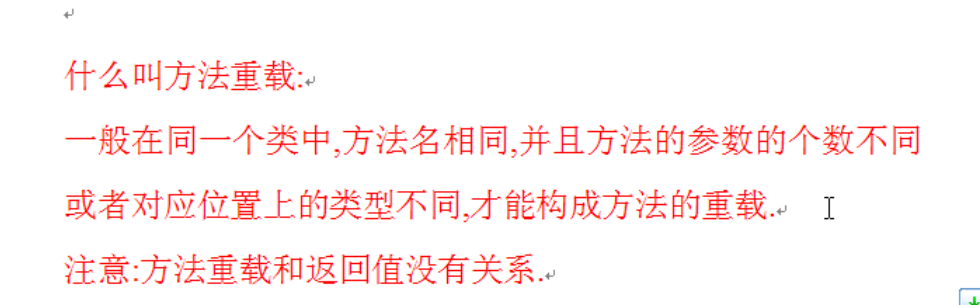 什么叫方法重载:
一般在同一个类中,方法名相同,并且方法的参数的个数不同
或者对应位置上的类型不同,才能构成方法的重载.
注意:方法重载和返回值没有关系.